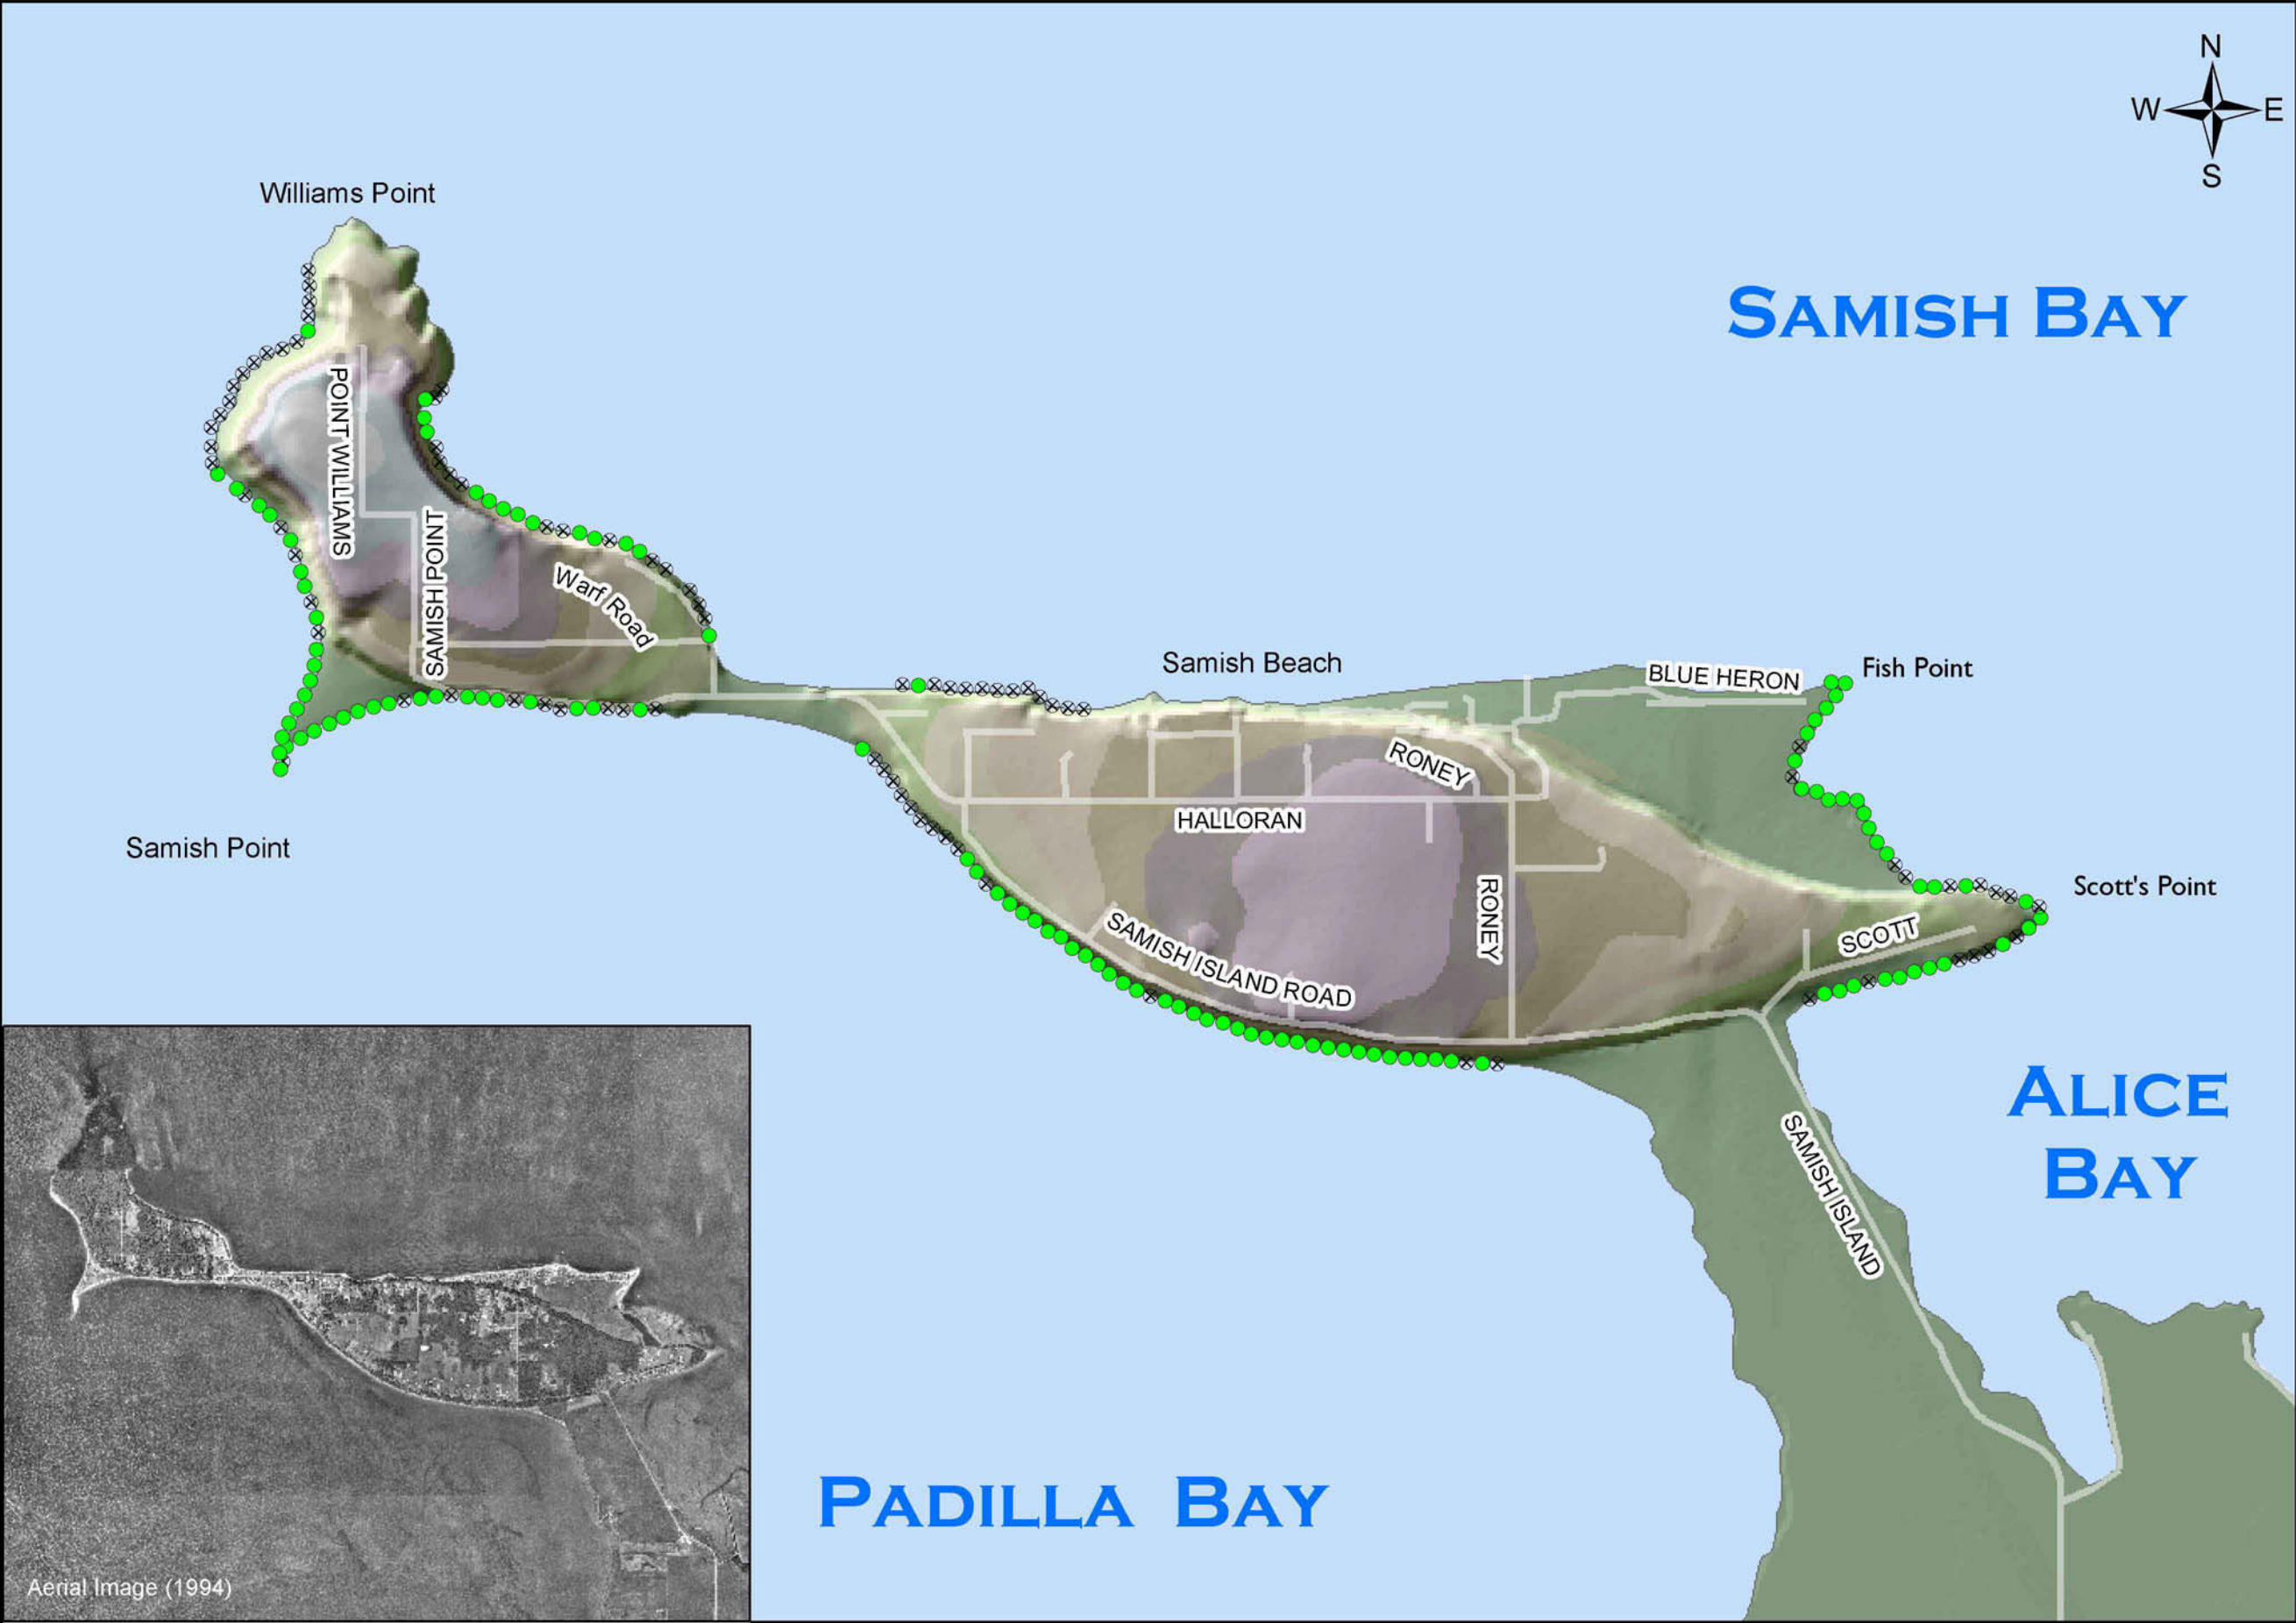 N
W E
S
Williams Point
SAMISH BAY
POINT WILLIAMS
SAMISH POINT
Warf Road
Samish Beach
BLUE HERON
Fish Point
RONEY
HALLORAN
Samish Point
RONEY
Scott's Point
SCOTT
SAMISH ISLAND ROAD
ALICE
BAY
SAMISH ISLAND
PADILLA BAY
Aerial Image (1994)